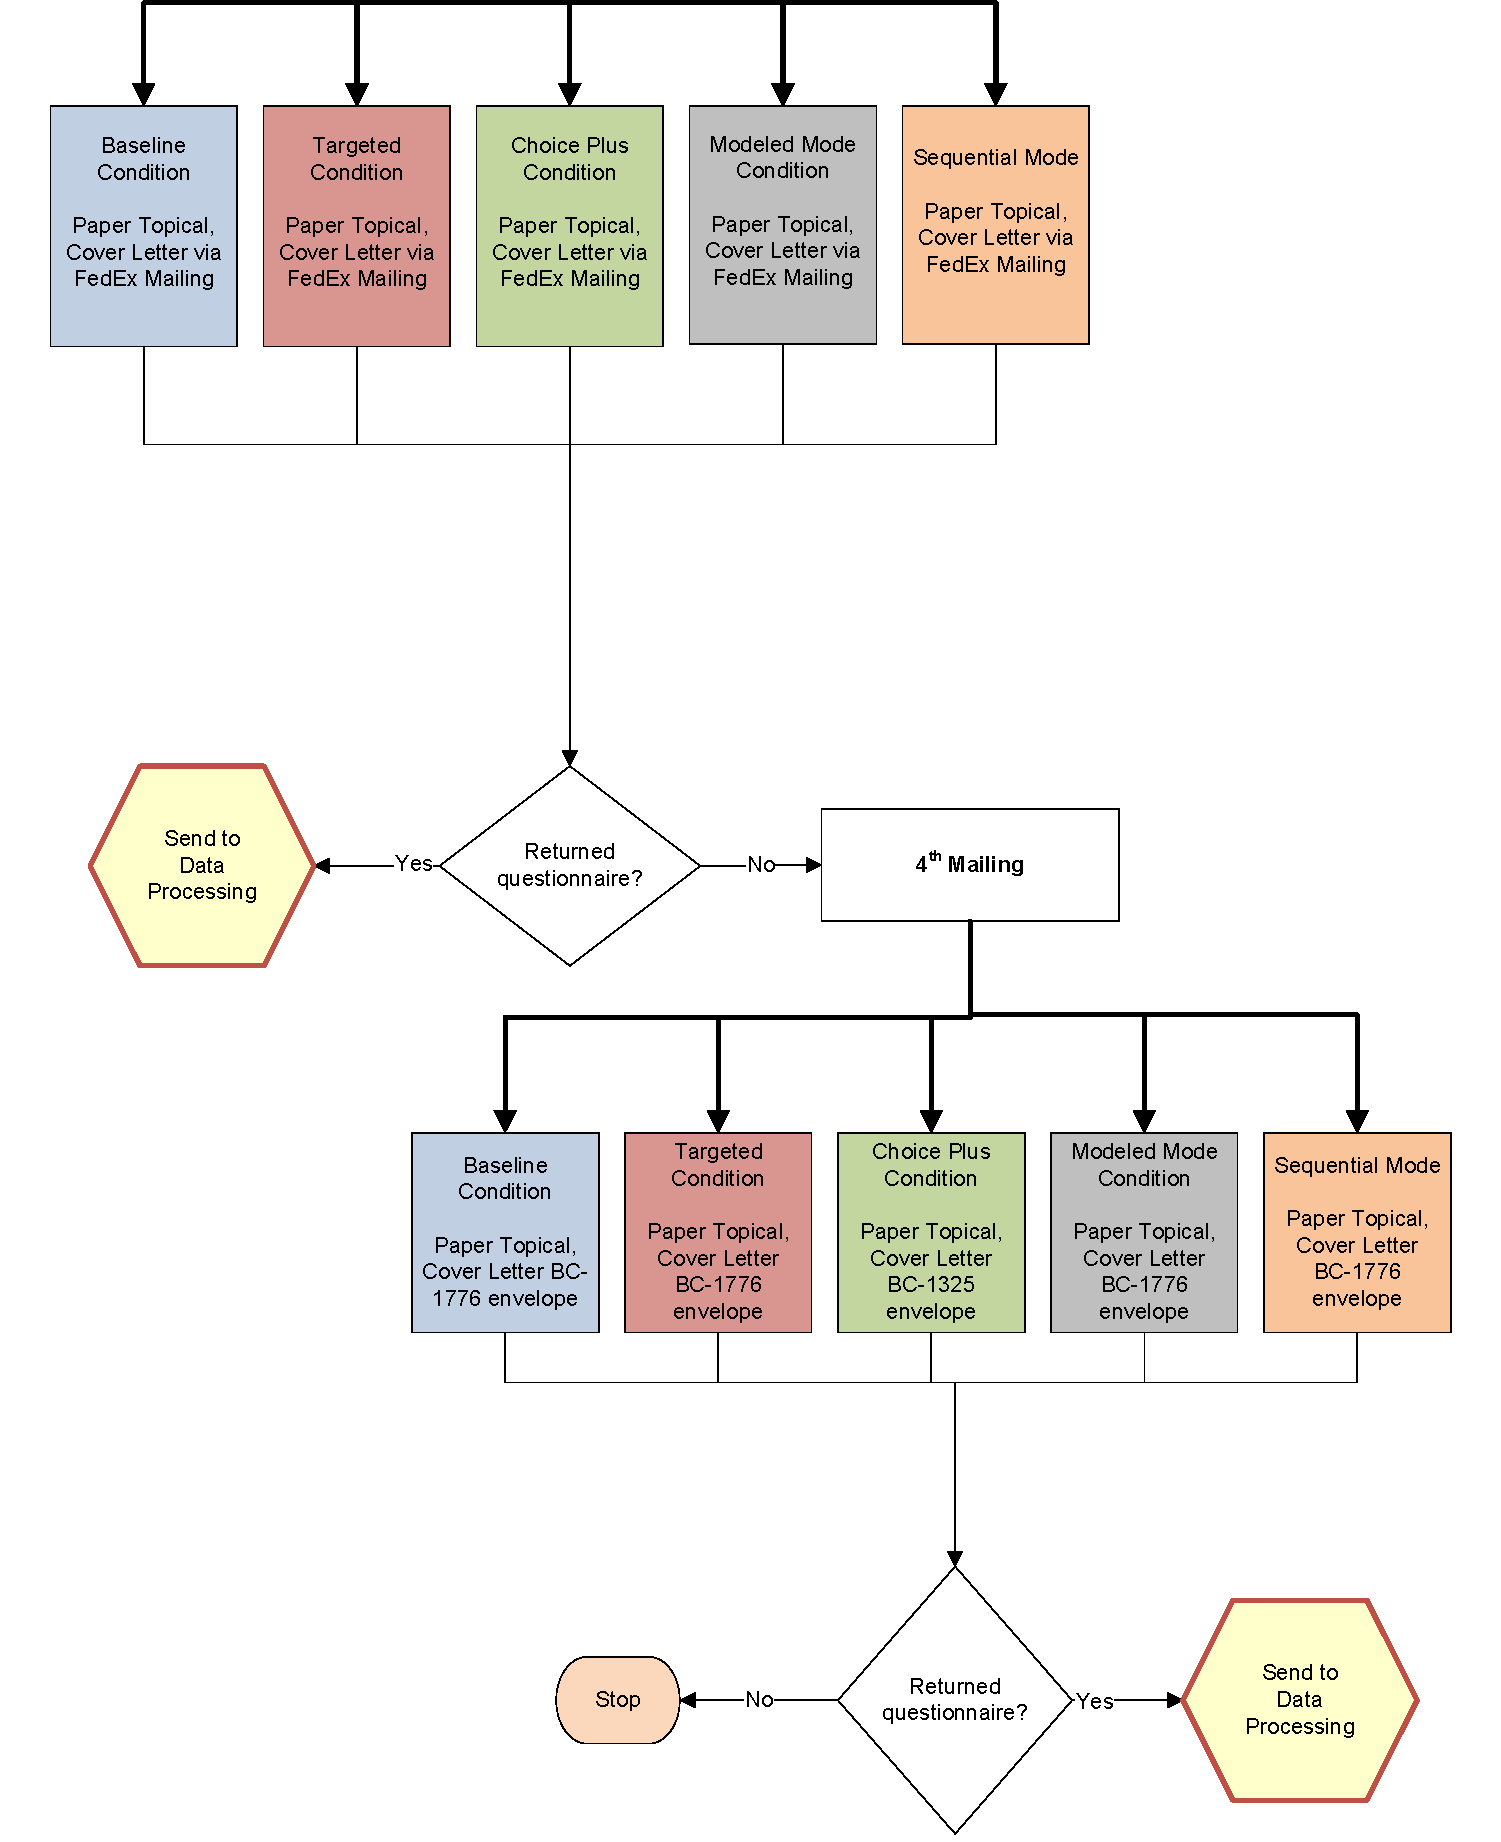 Baseline
Condition
Paper Topical,
Cover Letter via
FedEx Mailing
Targeted
Condition
Paper Topical,
Cover Letter via
FedEx Mailing
Choice Plus
Condition
Paper Topical,
Cover Letter via
FedEx Mailing
Modeled Mode
Condition
Paper Topical,
Cover Letter via
FedEx Mailing
Sequential Mode
Paper Topical,
Cover Letter via
FedEx Mailing
Send to
Data
Processing
Yes
Returned
questionnaire?
No
4th Mailing
Baseline
Condition
Paper Topical,
Cover Letter BC-
1776 envelope
Targeted
Condition
Paper Topical,
Cover Letter
BC-1776
envelope
Choice Plus
Condition
Paper Topical,
Cover Letter
BC-1325
envelope
Modeled Mode
Condition
Paper Topical,
Cover Letter
BC-1776
envelope
Sequential Mode
Paper Topical,
Cover Letter
BC-1776
envelope
Stop
No
Returned
questionnaire?
Yes
Send to
Data
Processing